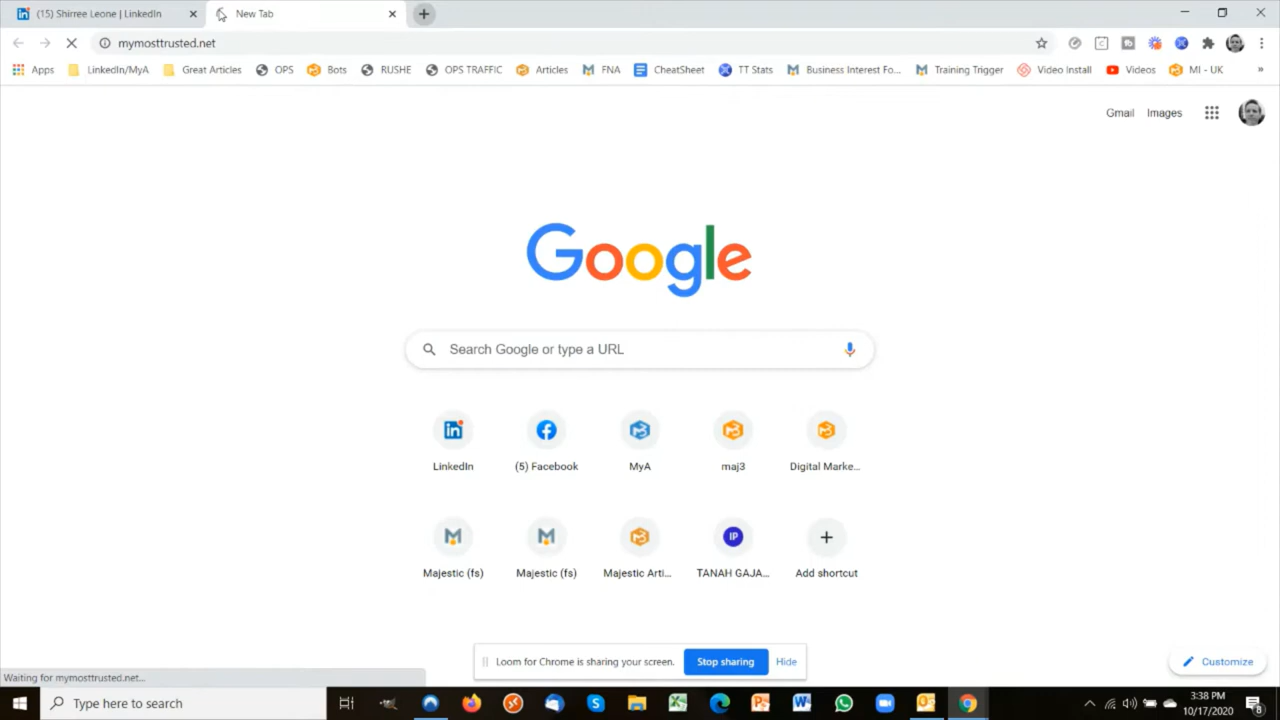 (15) Shirree Leone | LinkedIn
New Tab
mymosttrusted.net
Apps
LinkedIn/MyA
Great Articles
OPS
Bots
RUSHE
OPS TRAFFIC
Articles
FNA
CheatSheet
TT Stats
Business Interest Fo...
Training Trigger
Video Install
Videos
MI - UK
»
Gmail
Images
Google
Search Google or type a URL
LinkedIn
(5) Facebook
MyA
maj3
Digital Marke...
Majestic (fs)
Majestic (fs)
Majestic Arti...
IP
TANAH GAJA...
Add shortcut
Loom for Chrome is sharing your screen.
Stop sharing
Hide
Customize
Waiting for mymosttrusted.net...
Type here to search
3:38 PM
10/17/2020
8